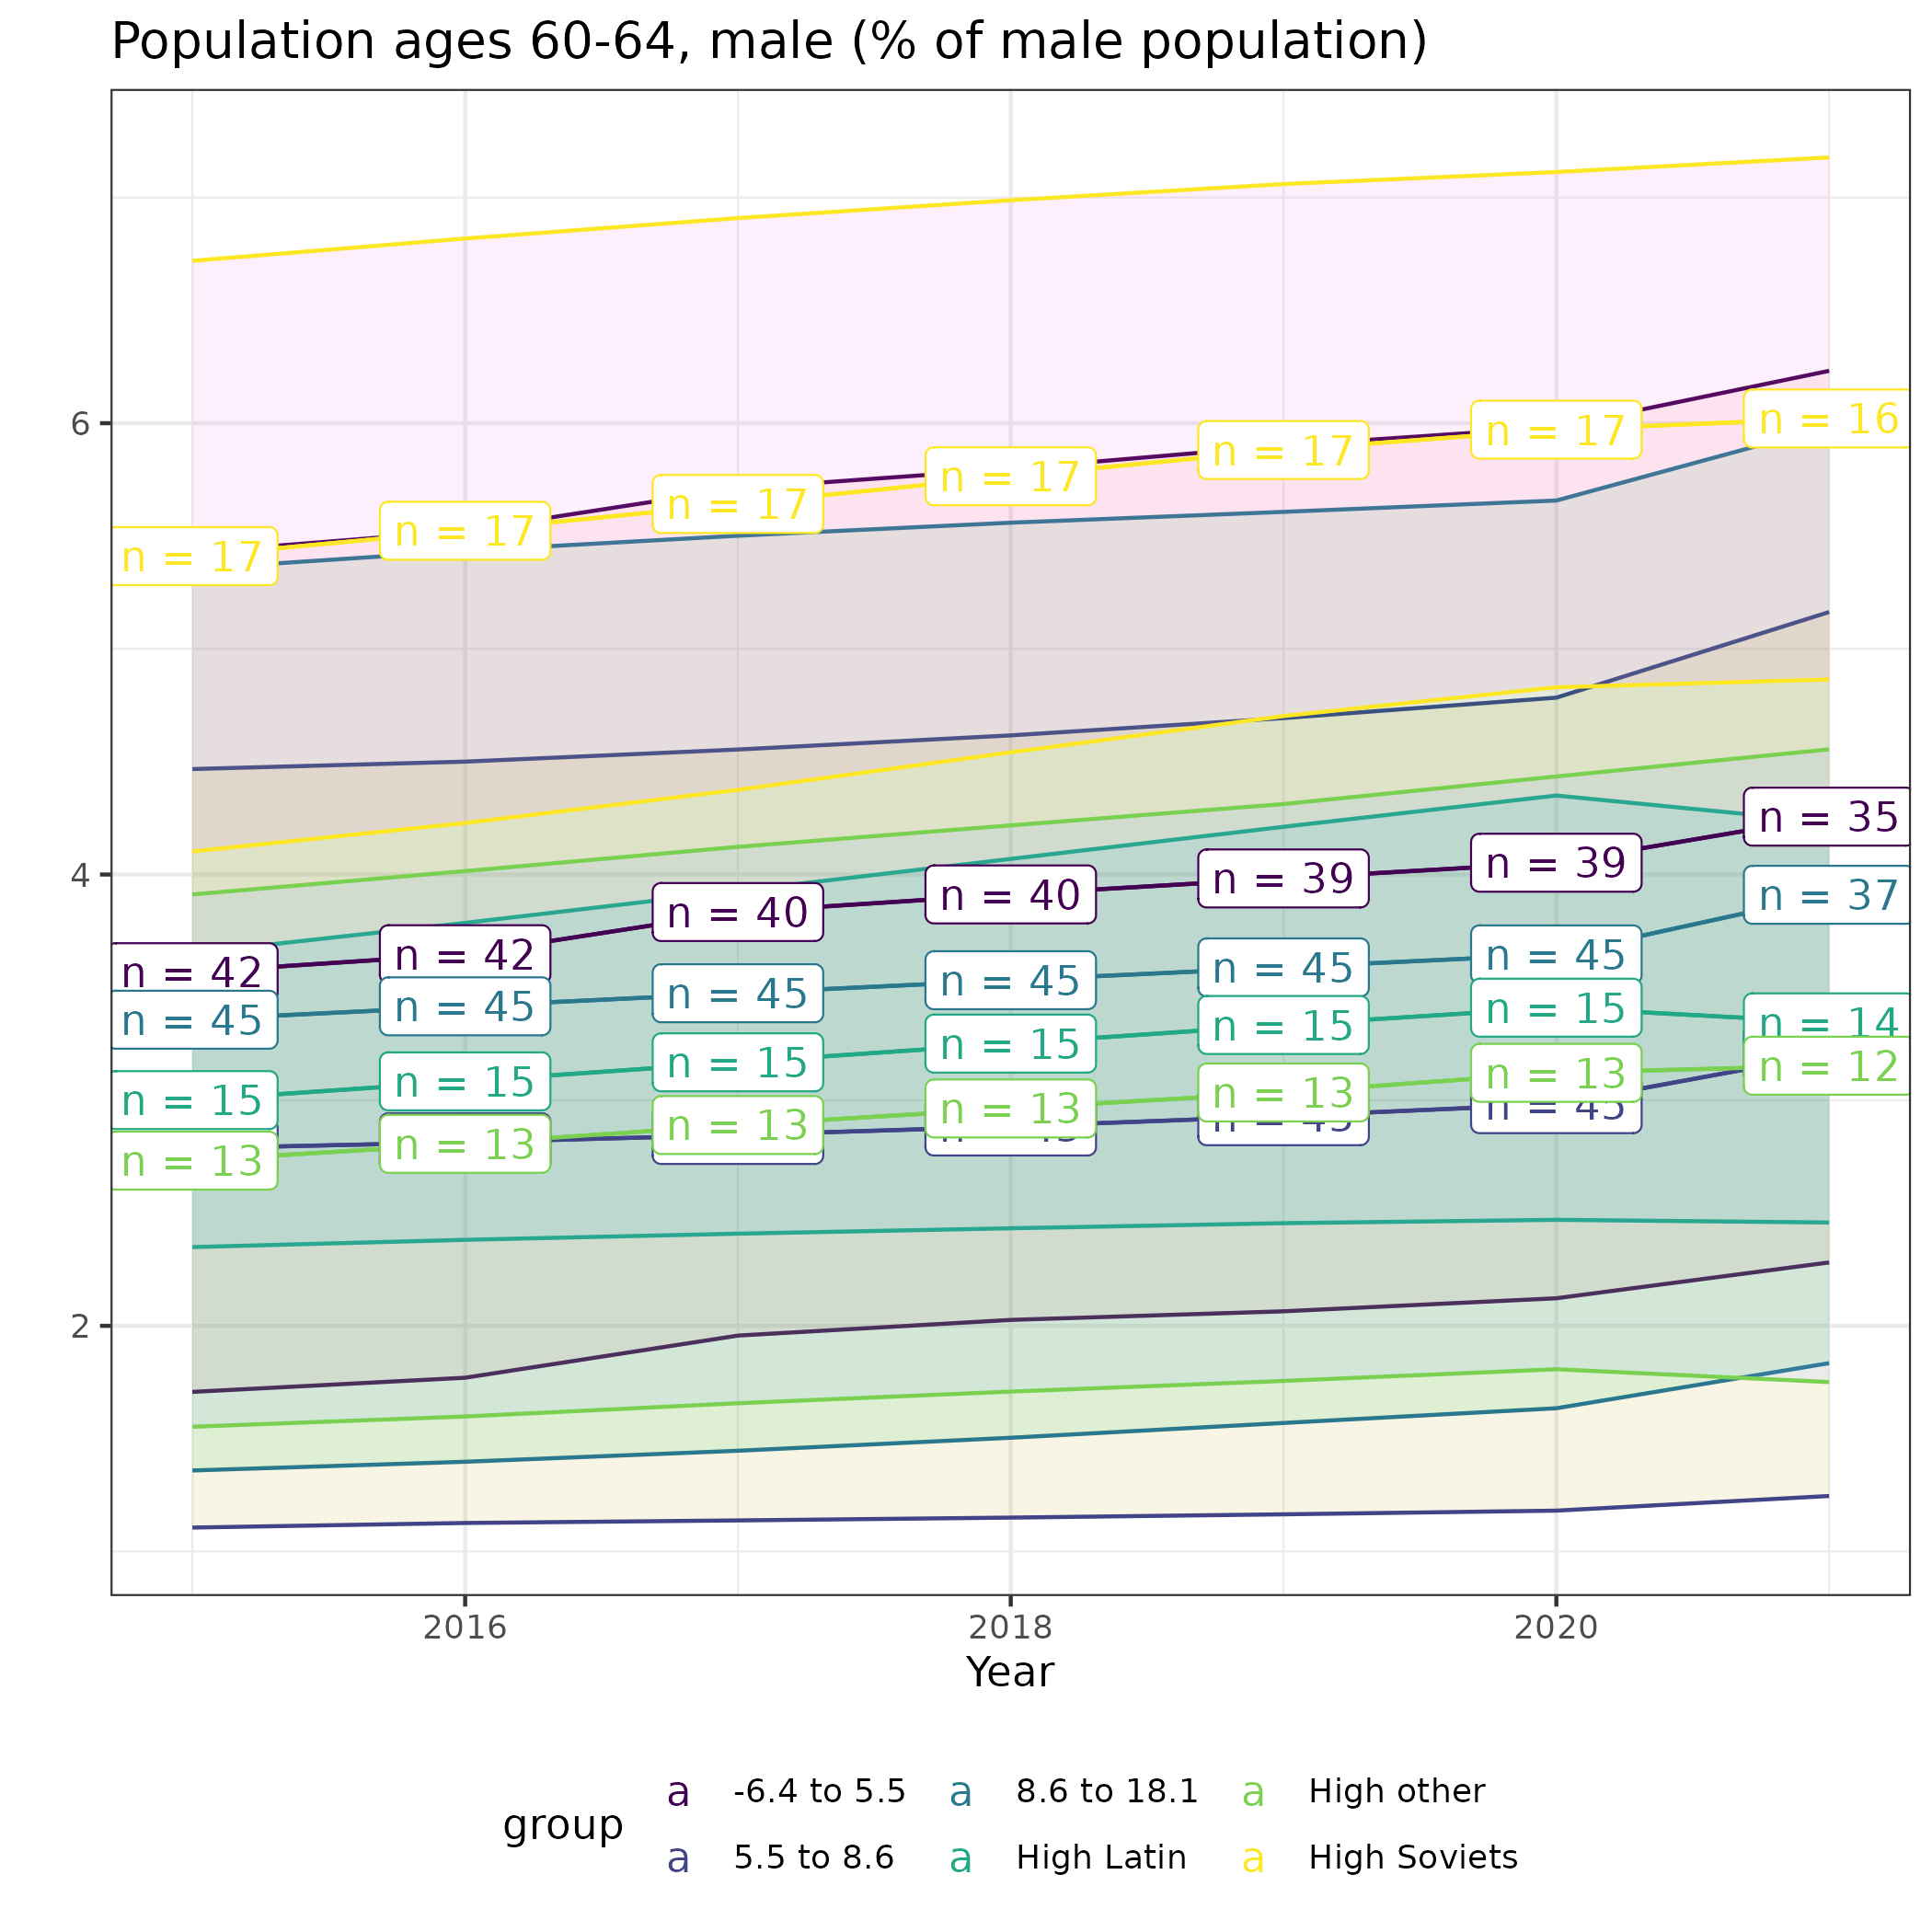 Population ages 60-64, male (% of male population)
6
4
2
n = 17
n = 17
n = 17
n = 17
n = 17
n = 17
n = 16
n = 42
n = 42
n = 40
n = 40
n = 39
n = 39
n = 35
n = 45
n = 45
n = 45
n = 45
n = 45
n = 45
n = 37
n = 15
n = 15
n = 15
n = 15
n = 15
n = 15
n = 14
n = 13
n = 13
n = 13
n = 13
n = 13
n = 13
n = 12
n = 45
n = 45
n = 45
2016
2018
2020
Year
group
a -6.4 to 5.5 a 8.6 to 18.1 a High other
a 5.5 to 8.6 a High Latin a High Soviets